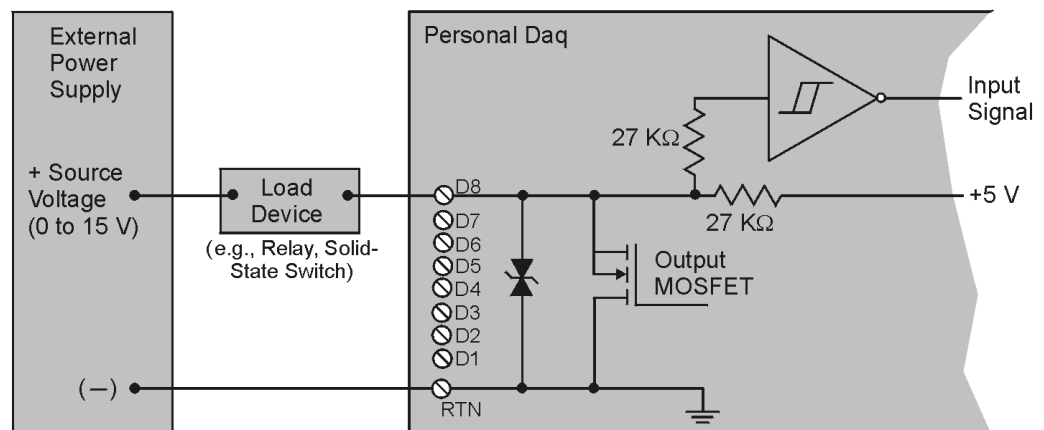 External
Power
Supply
+ Source
Voltage
(0 to 15 V)
(—)
Load
Device
(e.g., Relay, Solid-
State Switch)
Personal Daq
D8
D7
D6
D5
D4
D3
D2
D1
RTN
27 KΩ
27 KΩ
Output
MOSFET
Input
Signal
+5 V